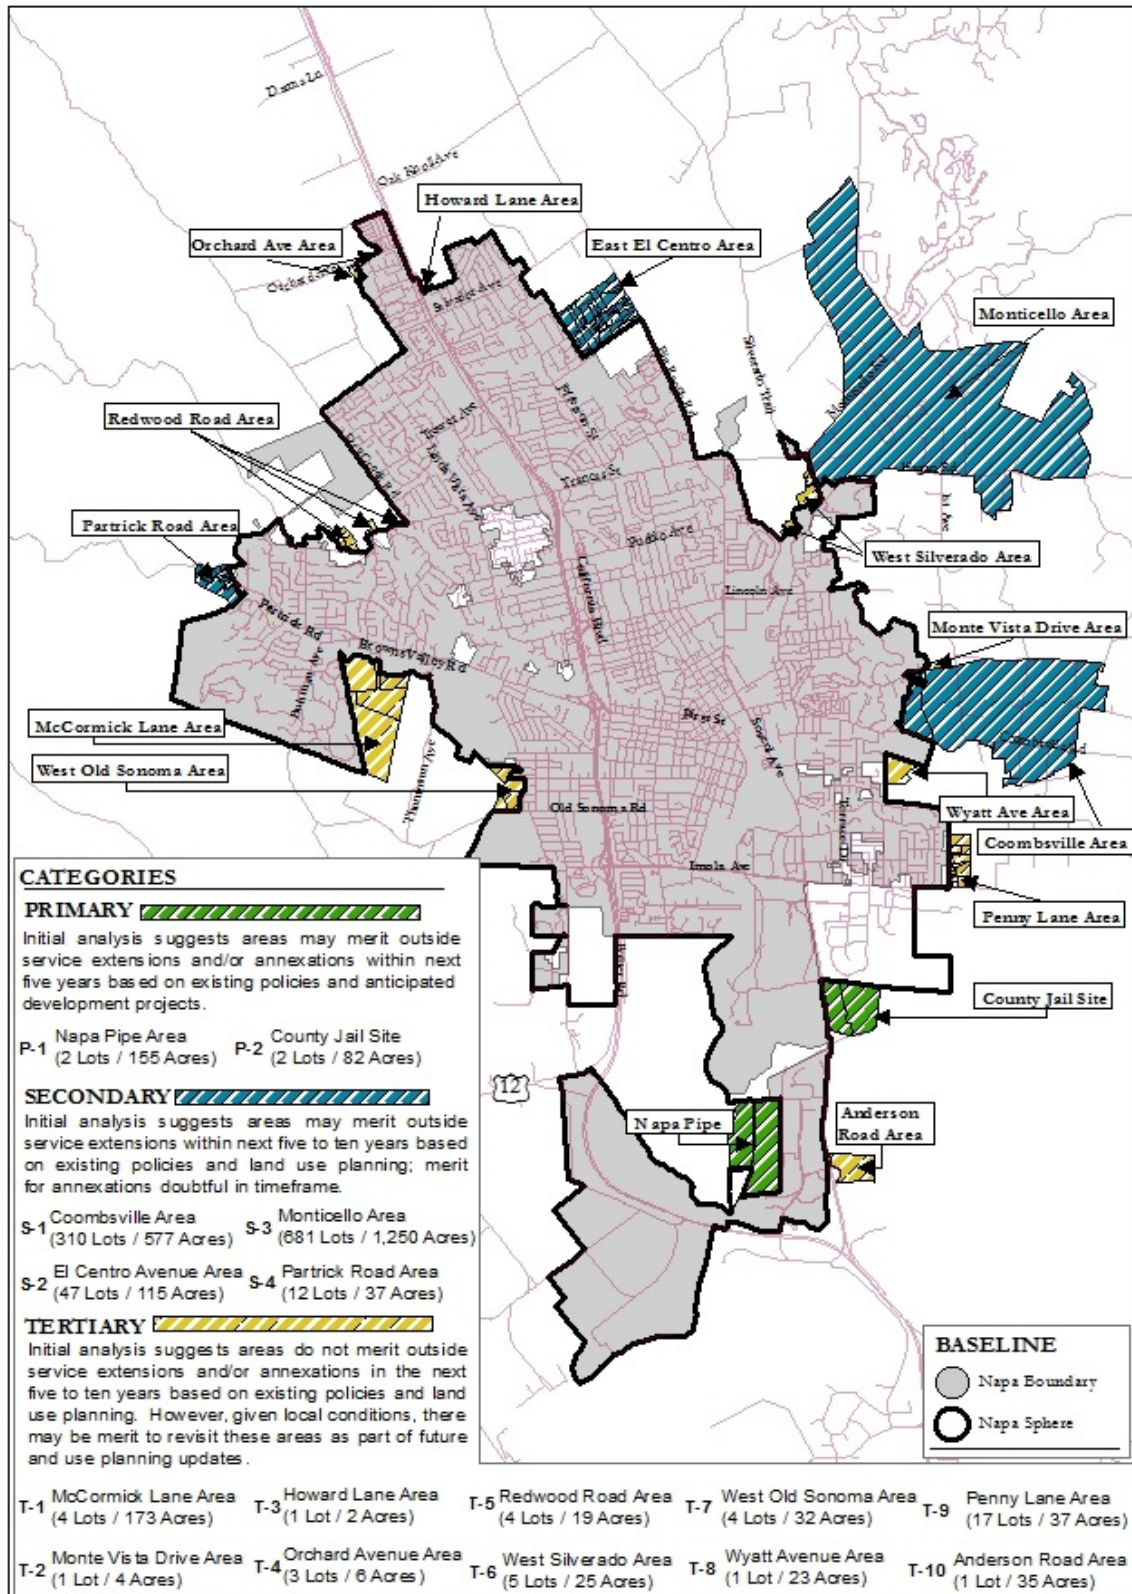 Darms Ln
Oak Knoll Ave
Howard Lane Area
Orchard Ave Area
East El Centro Area
Monticello Area
Silverado Trail
Big Ranch Rd
Jefferson St
Trower Ave
Linda Vista Ave
Redwood Road Area
Trancas St
Partrick Road Area
Pueblo Ave
West Silverado Area
California Blvd
Lincoln Ave
Partrick Rd
Monte Vista Drive Area
Browns Valley Rd
First St
Soscol Ave
McCormick Lane Area
West Old Sonoma Area
Thompson Ave
Old Sonoma Rd
Terrace Dr
Wyatt Ave Area
Coombsville Area
Imola Ave
Penny Lane Area
County Jail Site
12
Napa Pipe
Anderson
Road Area
CATEGORIES
PRIMARY
Initial analysis suggests areas may merit outside
service extensions and/or annexations within next
five years based on existing policies and anticipated
development projects.
P-1 Napa Pipe Area P-2 County Jail Site
(2 Lots / 155 Acres) (2 Lots / 82 Acres)
SECONDARY
Initial analysis suggests areas may merit outside
service extensions within next five to ten years based
on existing policies and land use planning; merit
for annexations doubtful in timeframe.
S-1 Coombsville Area S-3 Monticello Area
(310 Lots / 577 Acres) (681 Lots / 1,250 Acres)
S-2 El Centro Avenue Area S-4 Partrick Road Area
(47 Lots / 115 Acres) (12 Lots / 37 Acres)
TERTIARY
Initial analysis suggests areas do not merit outside
service extensions and/or annexations in the next
five to ten years based on existing policies and land
use planning. However, given local conditions, there
may be merit to revisit these areas as part of future
and use planning updates.
BASELINE
Napa Boundary
Napa Sphere
T-1 McCormick Lane Area T-3 Howard Lane Area T-5 Redwood Road Area T-7 West Old Sonoma Area T-9 Penny Lane Area
(4 Lots / 173 Acres) (1 Lot / 2 Acres) (4 Lots / 19 Acres) (4 Lots / 32 Acres) (17 Lots / 37 Acres)
T-2 Monte Vista Drive Area T-4 Orchard Avenue Area T-6 West Silverado Area T-8 Wyatt Avenue Area T-10 Anderson Road Area
(1 Lot / 4 Acres) (3 Lots / 6 Acres) (5 Lots / 25 Acres) (1 Lot / 23 Acres) (1 Lot / 35 Acres)